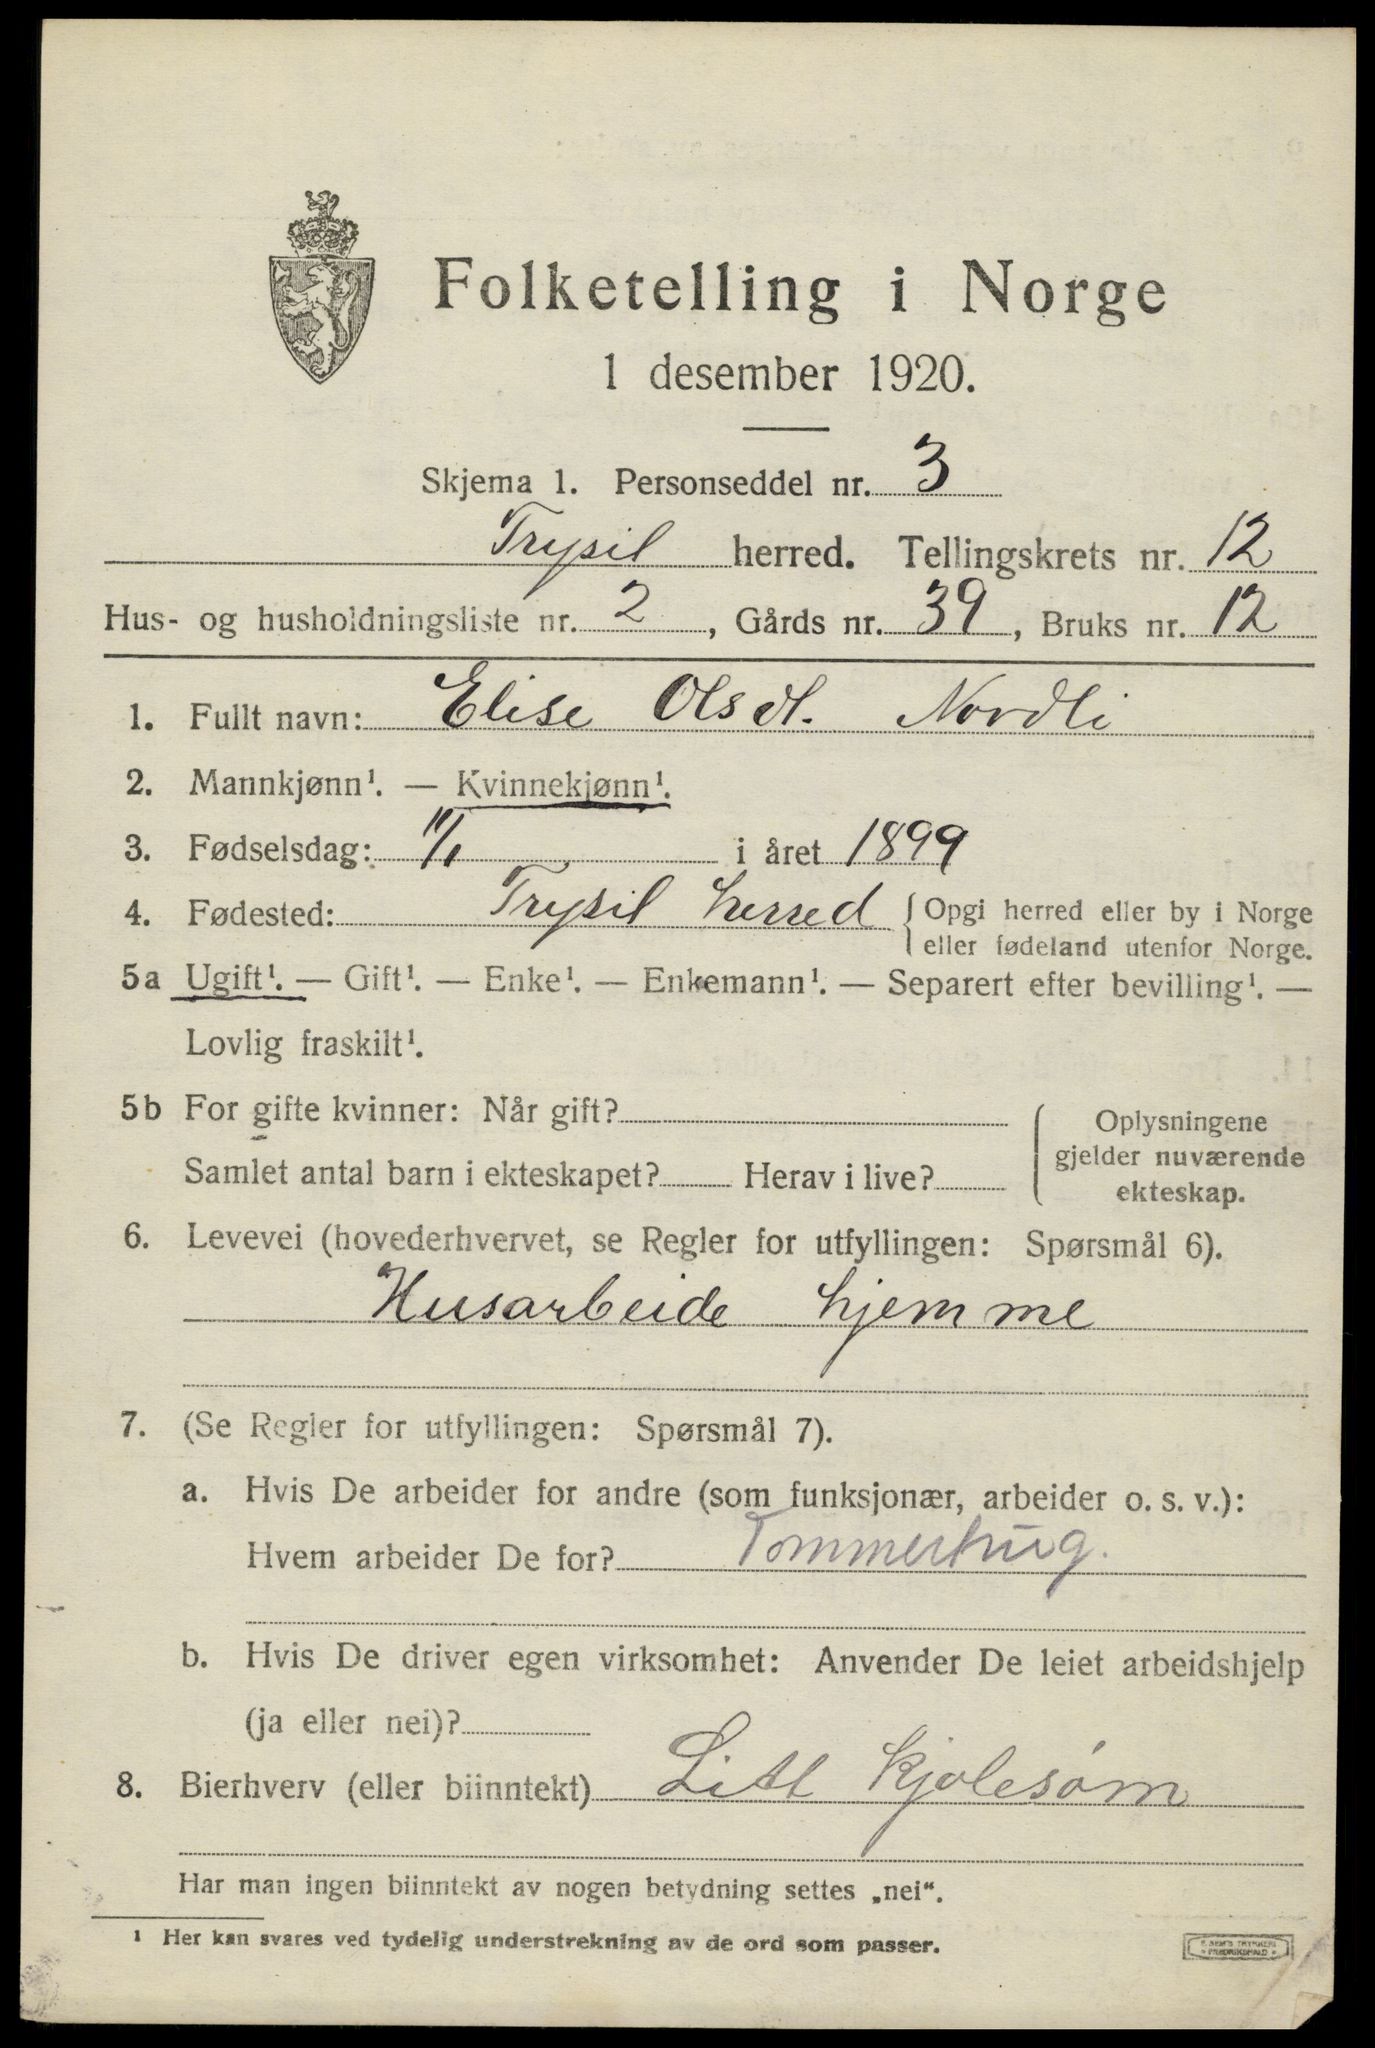 Folketelling i Norge
1 desember 1920.
Skjema 1. Personseddel nr. 3
Trysil herred. Tellingskrets nr. 12
Hus- og husholdningsliste nr. 2, Gårds nr. 39, Bruks nr. 12
1. Fullt navn: Elise Olsdt. Nordli
2. Mannkjønn¹. — Kvinnekjønn¹.
3. Fødselsdag: 11/1 i året 1899
4. Fødested: Trysil herred { Opgi herred eller by i Norge
eller fødeland utenfor Norge.
5a Ugift¹. — Gift¹. — Enke¹. — Enkemann¹. — Separert efter bevilling¹. —
Lovlig fraskilt¹.
5b For gifte kvinner: Når gift?
Samlet antal barn i ekteskapet? Herav i live?
Oplysningene
gjelder nuværende
ekteskap.
6. Levevei (hovederhvervet, se Regler for utfyllingen: Spørsmål 6).
Husarbeide hjemme
7. (Se Regler for utfyllingen: Spørsmål 7).
a. Hvis De arbeider for andre (som funksjonær, arbeider o. s. v.):
Hvem arbeider De for? Tommerhug.
b. Hvis De driver egen virksomhet: Anvender De leiet arbeidshjelp
(ja eller nei)?
8. Bierhverv (eller biinntekt) Litt kjolesøm
Har man ingen biinntekt av nogen betydning settes „nei“.
¹ Her kan svares ved tydelig understrekning av de ord som passer.